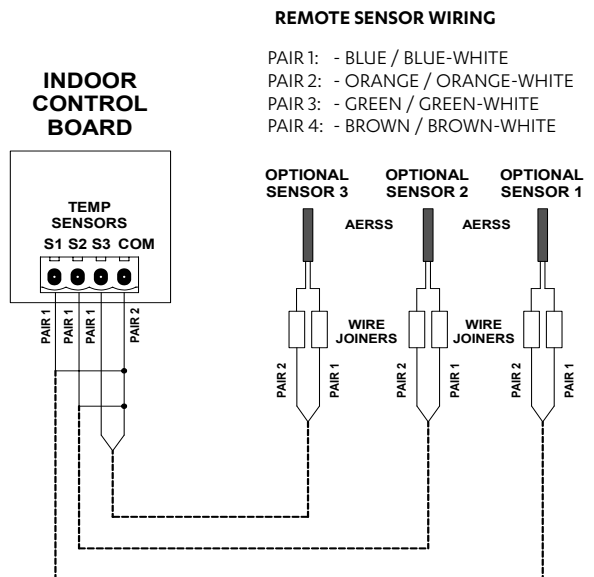 REMOTE SENSOR WIRING
PAIR 1: - BLUE / BLUE-WHITE
PAIR 2: - ORANGE / ORANGE-WHITE
PAIR 3: - GREEN / GREEN-WHITE
PAIR 4: - BROWN / BROWN-WHITE
INDOOR
CONTROL
BOARD
TEMP
SENSORS
S1 S2 S3 COM
PAIR 1
PAIR 1
PAIR 1
PAIR 2
OPTIONAL
SENSOR 3
OPTIONAL
SENSOR 2
OPTIONAL
SENSOR 1
AERSS
AERSS
WIRE
JOINERS
WIRE
JOINERS
PAIR 2
PAIR 1
PAIR 2
PAIR 1
PAIR 2
PAIR 1